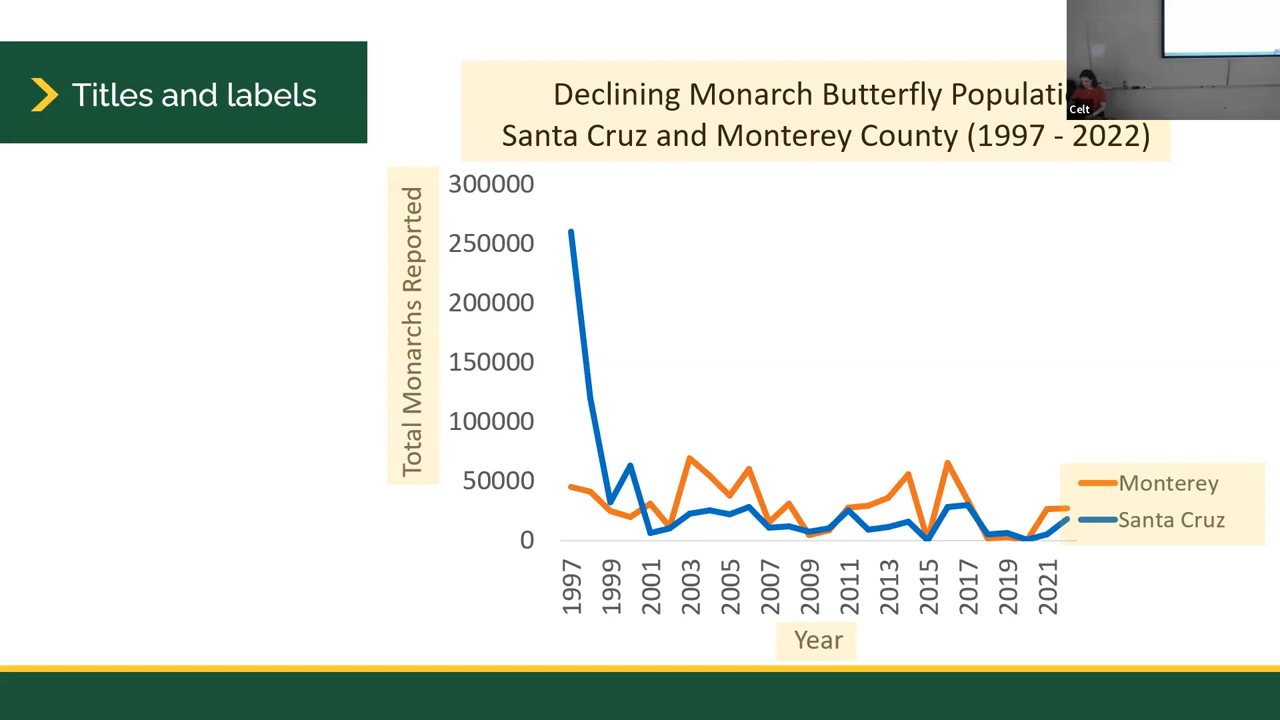 Titles and labels
Declining Monarch Butterfly
Santa Cruz and Monterey County (1997 - 2022)
Celt
Total Monarchs Reported
300000
250000
200000
150000
100000
50000
0
Monterey
Santa Cruz
1997
1999
2001
2003
2005
2007
2009
2011
2013
2015
2017
2019
2021
Year